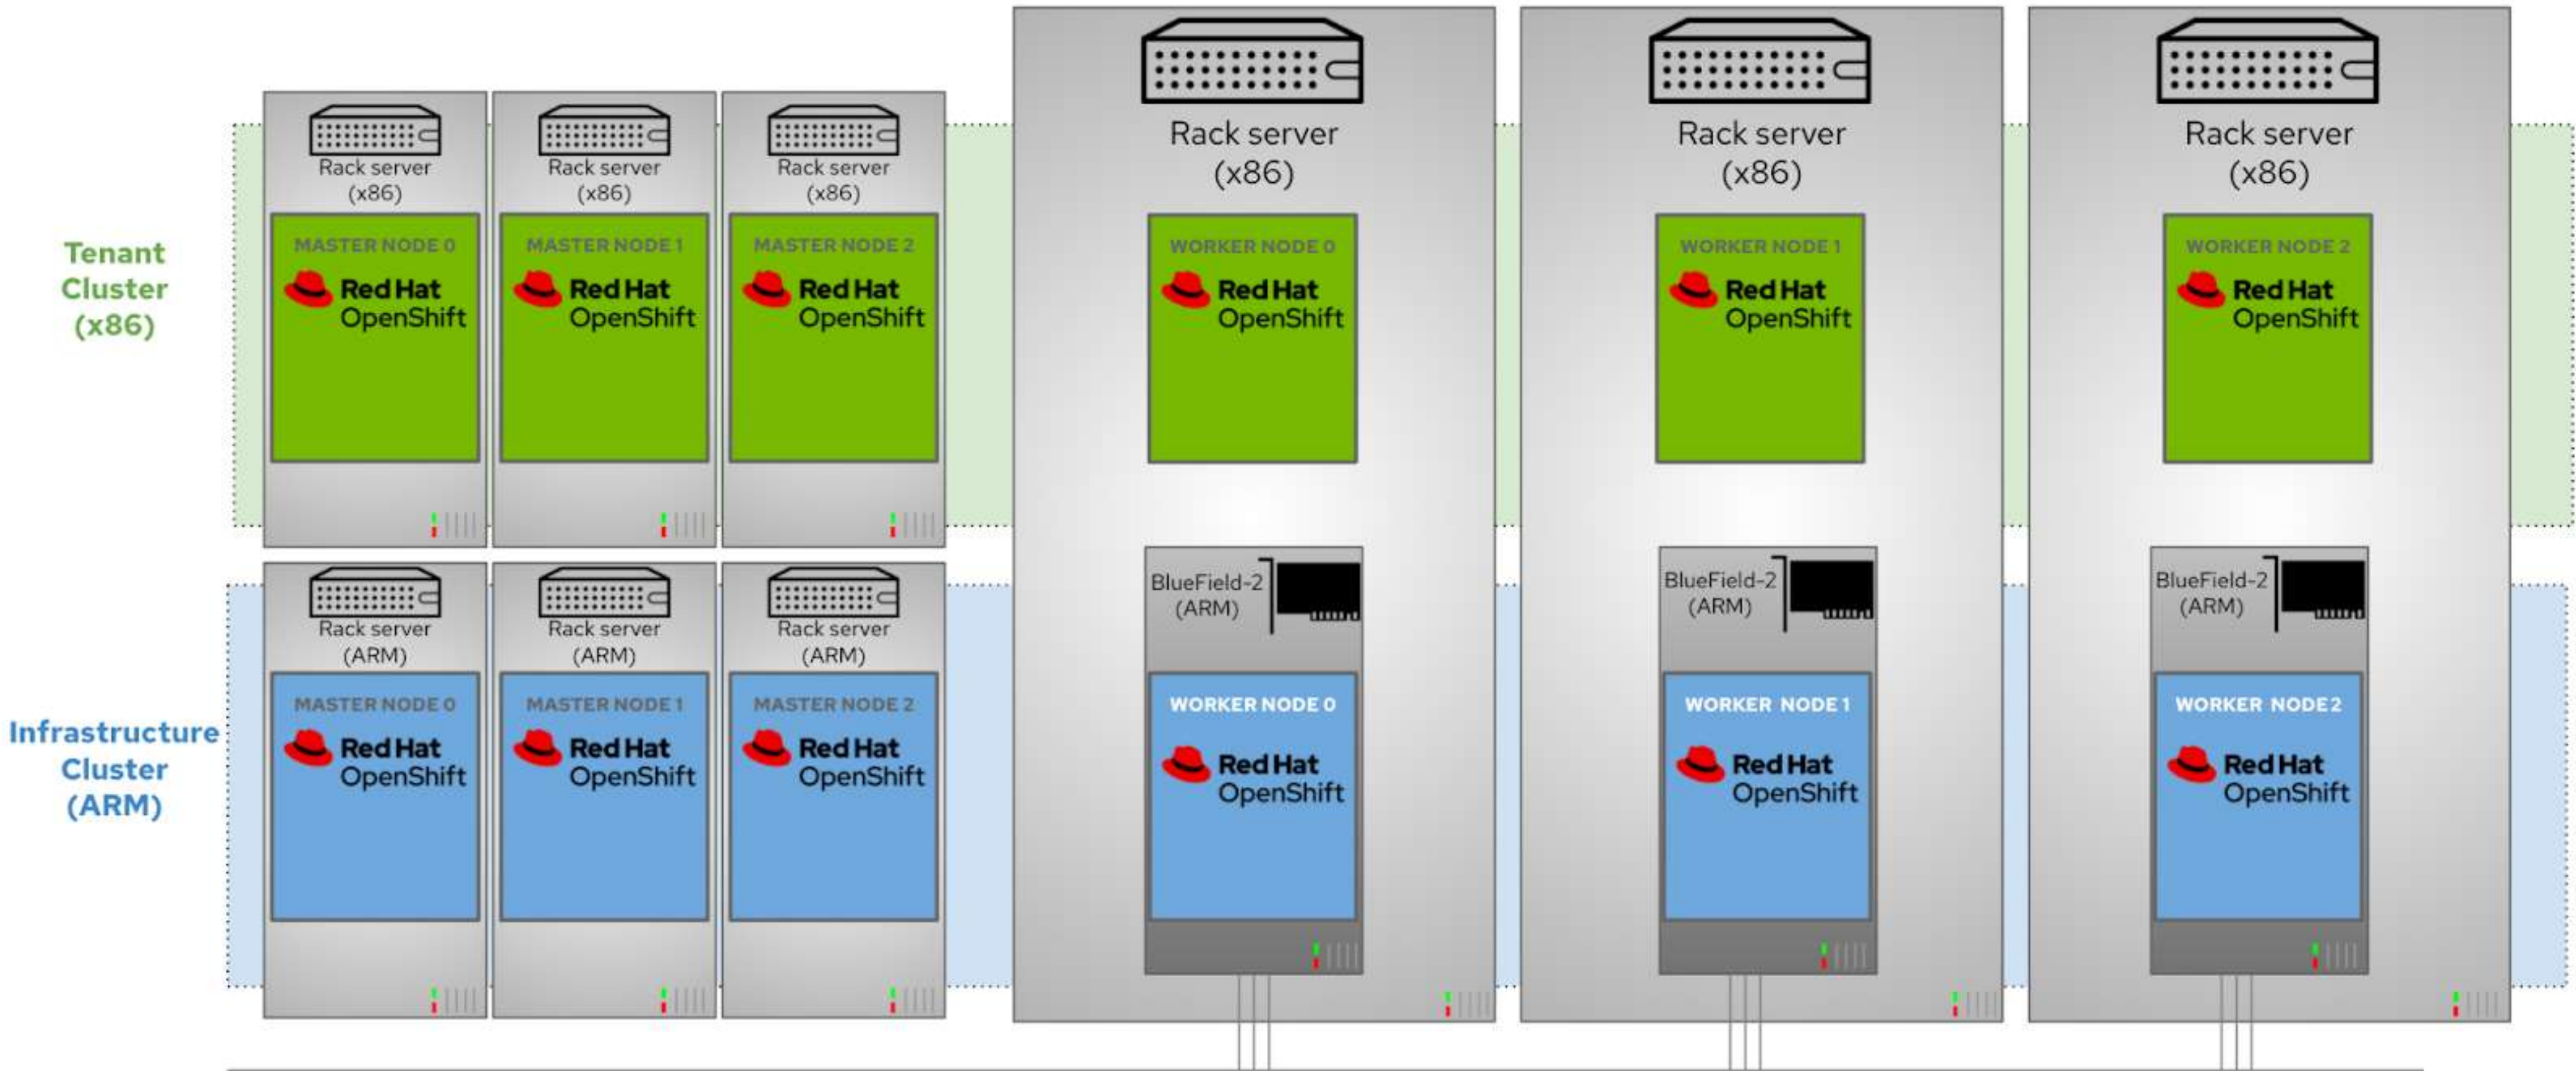 Rack server
(x86)
Rack server
(x86)
Rack server
(x86)
Rack server
(x86)
Rack server
(x86)
Rack server
(x86)
Tenant
Cluster
(x86)
MASTER NODE 0
Red Hat
OpenShift
MASTER NODE 1
Red Hat
OpenShift
MASTER NODE 2
Red Hat
OpenShift
WORKER NODE 0
Red Hat
OpenShift
WORKER NODE 1
Red Hat
OpenShift
WORKER NODE 2
Red Hat
OpenShift
Rack server
(ARM)
Rack server
(ARM)
Rack server
(ARM)
BlueField-2
(ARM)
BlueField-2
(ARM)
BlueField-2
(ARM)
Infrastructure
Cluster
(ARM)
MASTER NODE 0
Red Hat
OpenShift
MASTER NODE 1
Red Hat
OpenShift
MASTER NODE 2
Red Hat
OpenShift
WORKER NODE 0
Red Hat
OpenShift
WORKER NODE 1
Red Hat
OpenShift
WORKER NODE 2
Red Hat
OpenShift